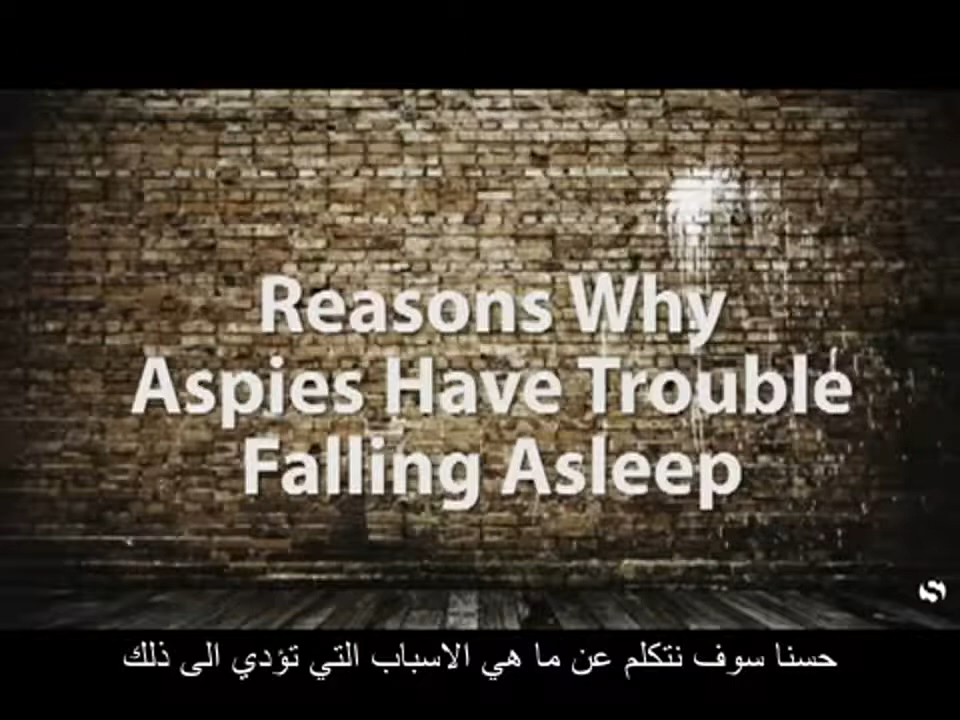 Reasons Why
Aspies Have Trouble
Falling Asleep
حسنا سوف نتكلم عن ما هي الاسباب التي تؤدي الى ذلك